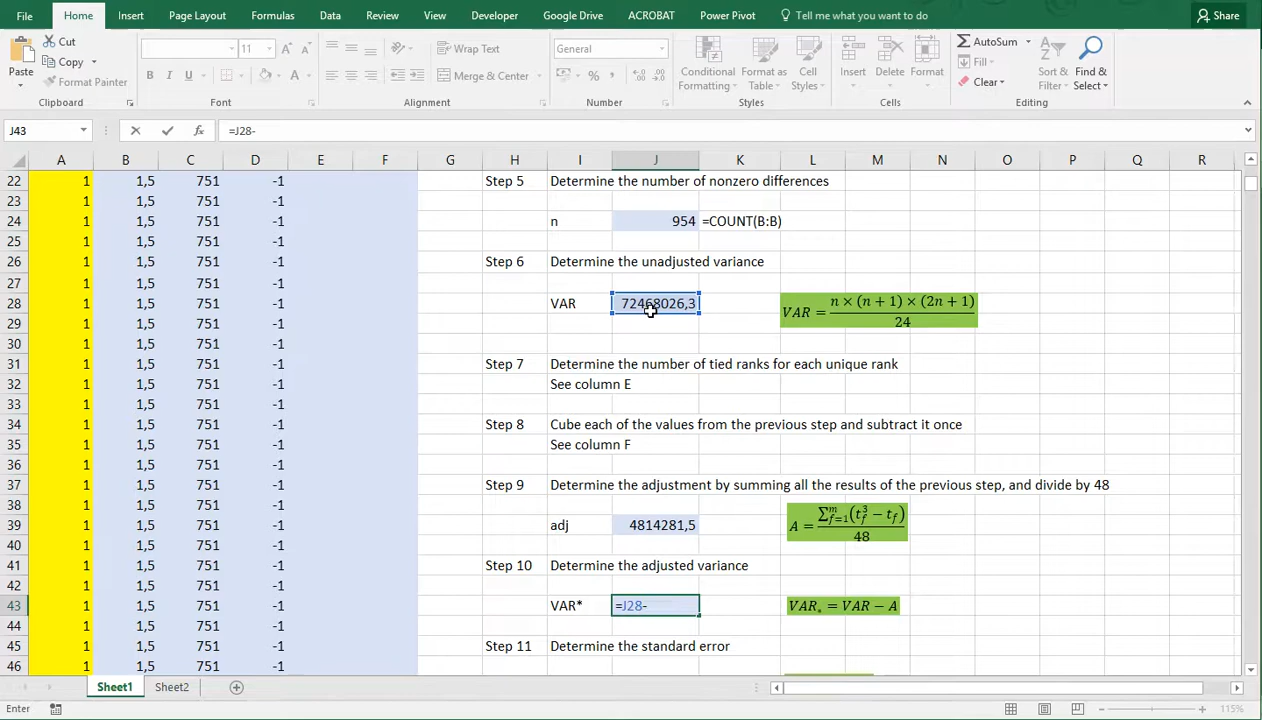 File Home Insert Page Layout Formulas Data Review View Developer Google Drive ACROBAT Power Pivot Tell me what you want to do Share
Cut
Copy
Format Painter
Paste
Clipboard
11
B I U
Font
Wrap Text
Merge & Center
Alignment
General
% ,
Number
Conditional Formatting
Format as Table
Cell Styles
Styles
Insert Delete Format
Cells
AutoSum
Fill
Clear
Sort & Filter
Find & Select
Editing
J43 fx =J28-
A B C D E F G H I J K L M N O P Q R
22 1 1,5 751 -1 Step 5 Determine the number of nonzero differences
23 1 1,5 751 -1
24 1 1,5 751 -1 n 954 =COUNT(B:B)
25 1 1,5 751 -1
26 1 1,5 751 -1 Step 6 Determine the unadjusted variance
27 1 1,5 751 -1
28 1 1,5 751 -1 VAR 72468026,3 VAR = n × (n + 1) × (2n + 1) / 24
29 1 1,5 751 -1
30 1 1,5 751 -1
31 1 1,5 751 -1 Step 7 Determine the number of tied ranks for each unique rank
32 1 1,5 751 -1 See column E
33 1 1,5 751 -1
34 1 1,5 751 -1 Step 8 Cube each of the values from the previous step and subtract it once
35 1 1,5 751 -1 See column F
36 1 1,5 751 -1
37 1 1,5 751 -1 Step 9 Determine the adjustment by summing all the results of the previous step, and divide by 48
38 1 1,5 751 -1
39 1 1,5 751 -1 adj 4814281,5 A = ∑_{f=1}^{m}(t_f^3 − t_f) / 48
40 1 1,5 751 -1
41 1 1,5 751 -1 Step 10 Determine the adjusted variance
42 1 1,5 751 -1
43 1 1,5 751 -1 VAR* =J28- VAR* = VAR − A
44 1 1,5 751 -1
45 1 1,5 751 -1 Step 11 Determine the standard error
46 1 1,5 751 -1
Sheet1 Sheet2
Enter 115%